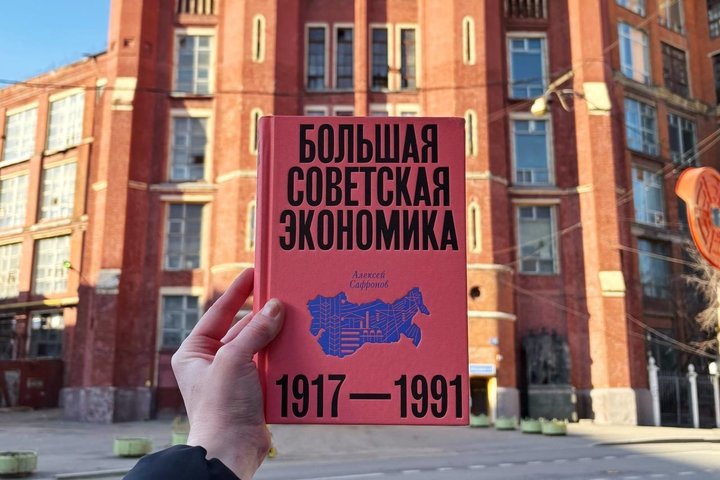 БОЛЬШАЯ
СОВЕТСКАЯ
ЭКОНОМИКА
Алексей
Сафронов
1917—1991